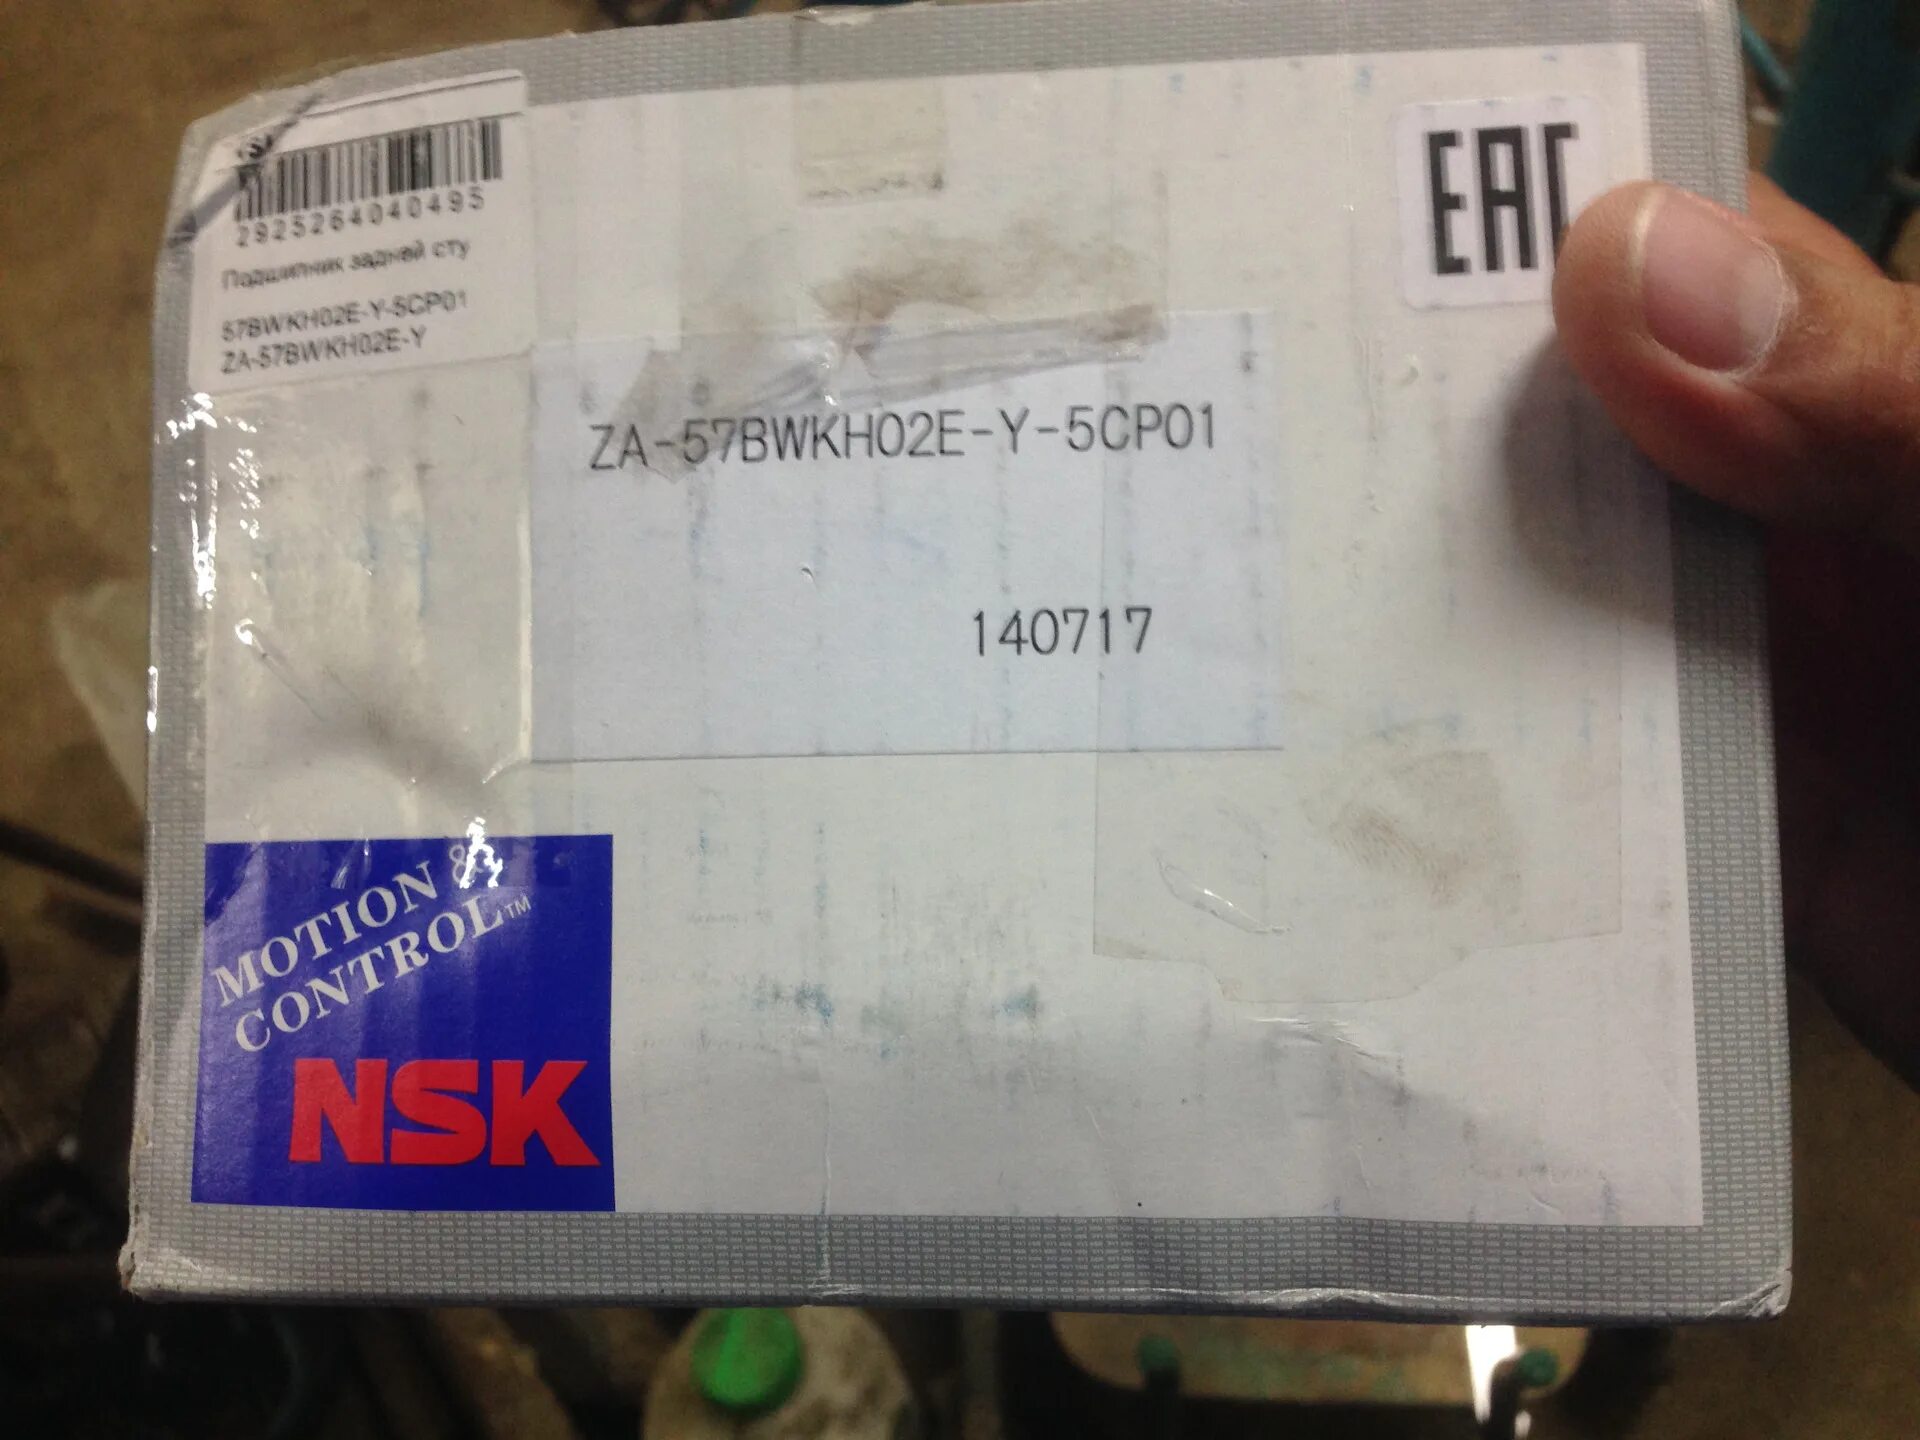 2925264040495
Подшипник задней сту
57BWKH02E-Y-5CP01
ZA-57BWKH02E-Y
EAC
ZA-57BWKH02E-Y-5CP01
140717
MOTION &
CONTROL™
NSK